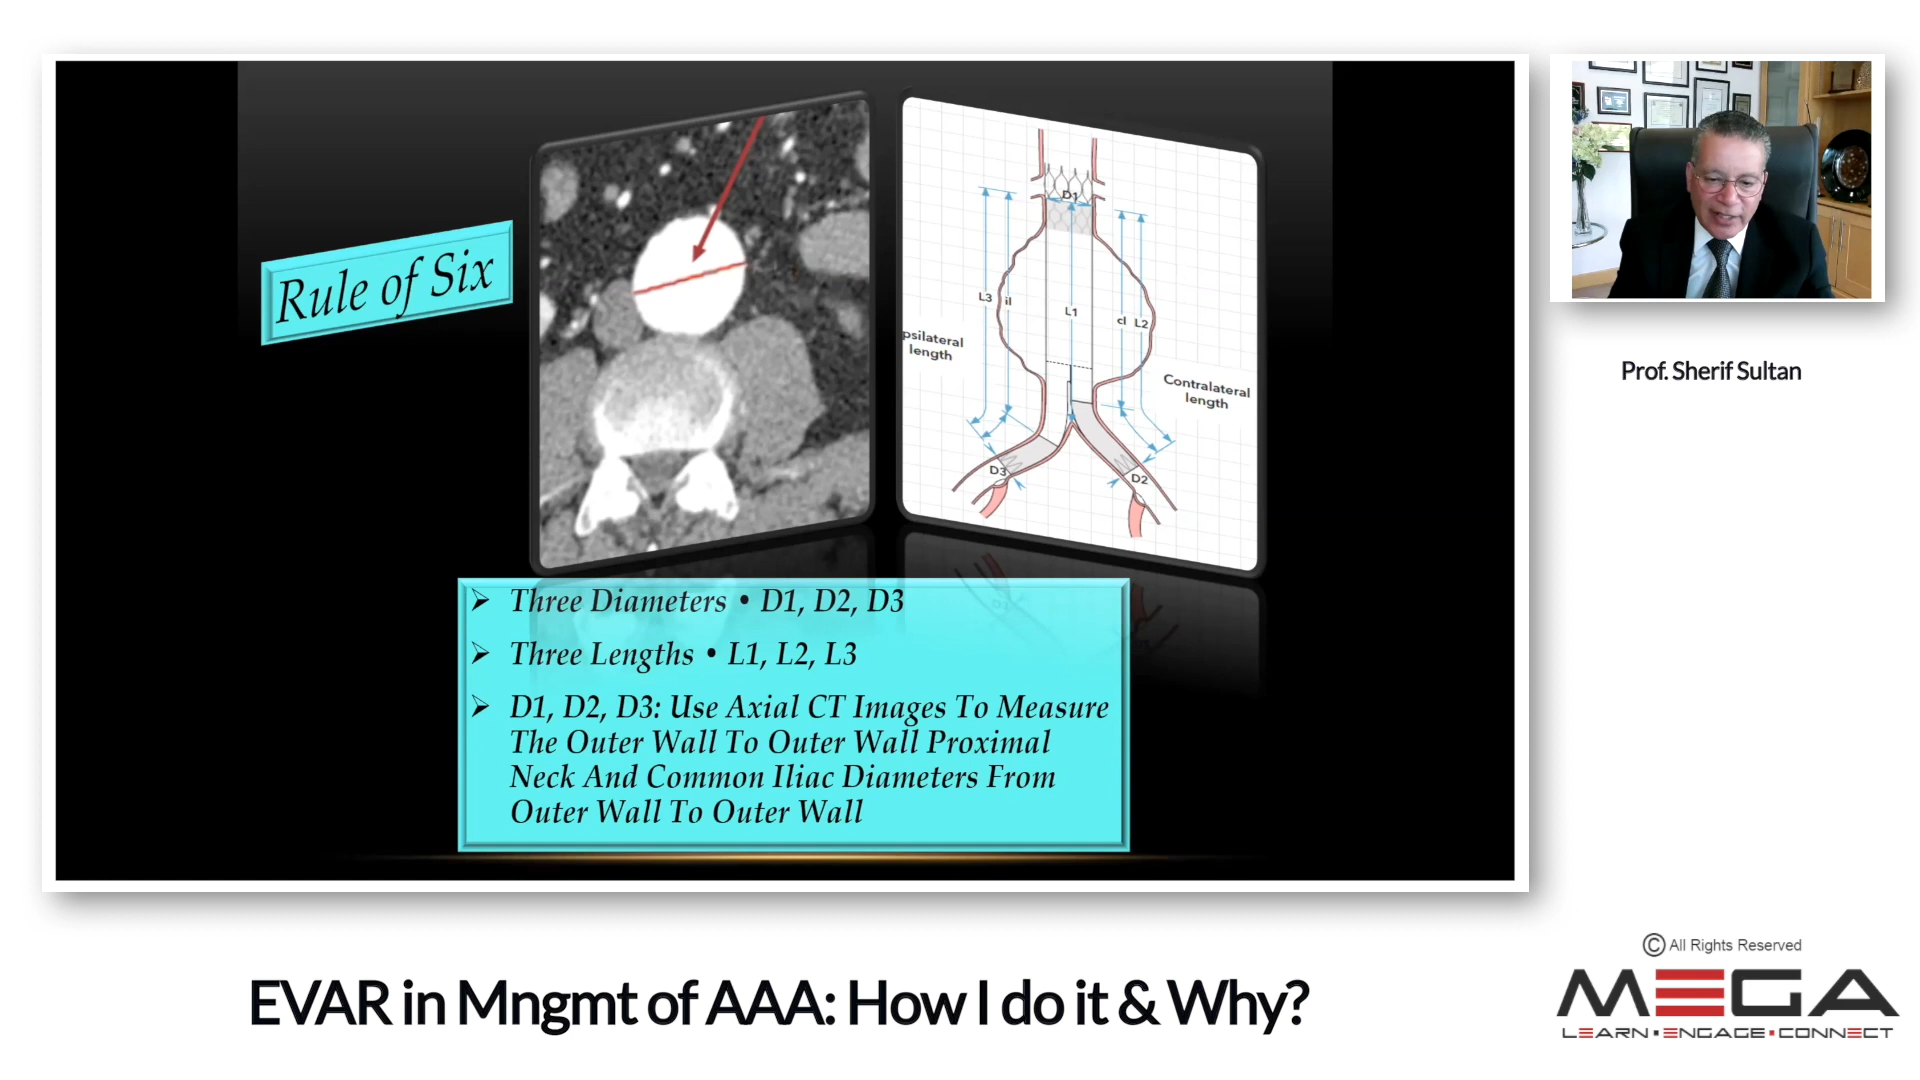 Rule of Six
D1
L3
il
L1
cl
L2
psilateral
length
Contralateral
length
D3
D2
Three Diameters • D1, D2, D3
Three Lengths • L1, L2, L3
D1, D2, D3: Use Axial CT Images To Measure
The Outer Wall To Outer Wall Proximal
Neck And Common Iliac Diameters From
Outer Wall To Outer Wall
Prof. Sherif Sultan
EVAR in Mngmt of AAA: How I do it & Why?
© All Rights Reserved
MEGA
LEARN • ENGAGE • CONNECT